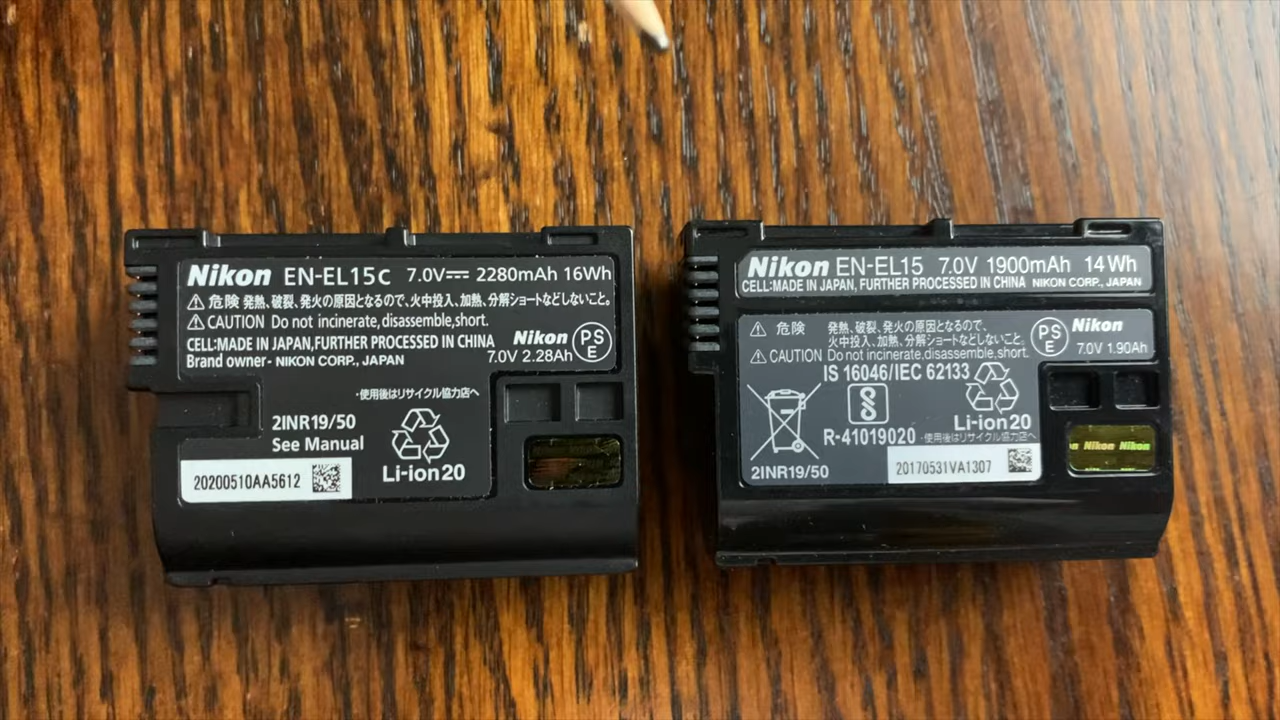 Nikon EN-EL15c 7.0V⎓ 2280mAh 16Wh
⚠ 危険 発熱、破裂、発火の原因となるので、火中投入、加熱、分解ショートなどしないこと。
⚠ CAUTION Do not incinerate,disassemble,short.
CELL:MADE IN JAPAN,FURTHER PROCESSED IN CHINA
Brand owner- NIKON CORP., JAPAN
Nikon
7.0V 2.28Ah
PS
E
・使用後はリサイクル協力店へ
2INR19/50
See Manual
Li-ion20
20200510AA5612
Nikon EN-EL15 7.0V 1900mAh 14Wh
CELL:MADE IN JAPAN, FURTHER PROCESSED IN CHINA NIKON CORP., JAPAN
⚠ 危険 発熱、破裂、発火の原因となるので、
火中投入、加熱、分解ショートなどしないこと。
⚠ CAUTION Do not incinerate,disassemble,short.
PS
E
Nikon
7.0V 1.90Ah
IS 16046/IEC 62133
R-41019020
Li-ion20
・使用後はリサイクル協力店へ
2INR19/50
20170531VA1307
Nikon Nikon